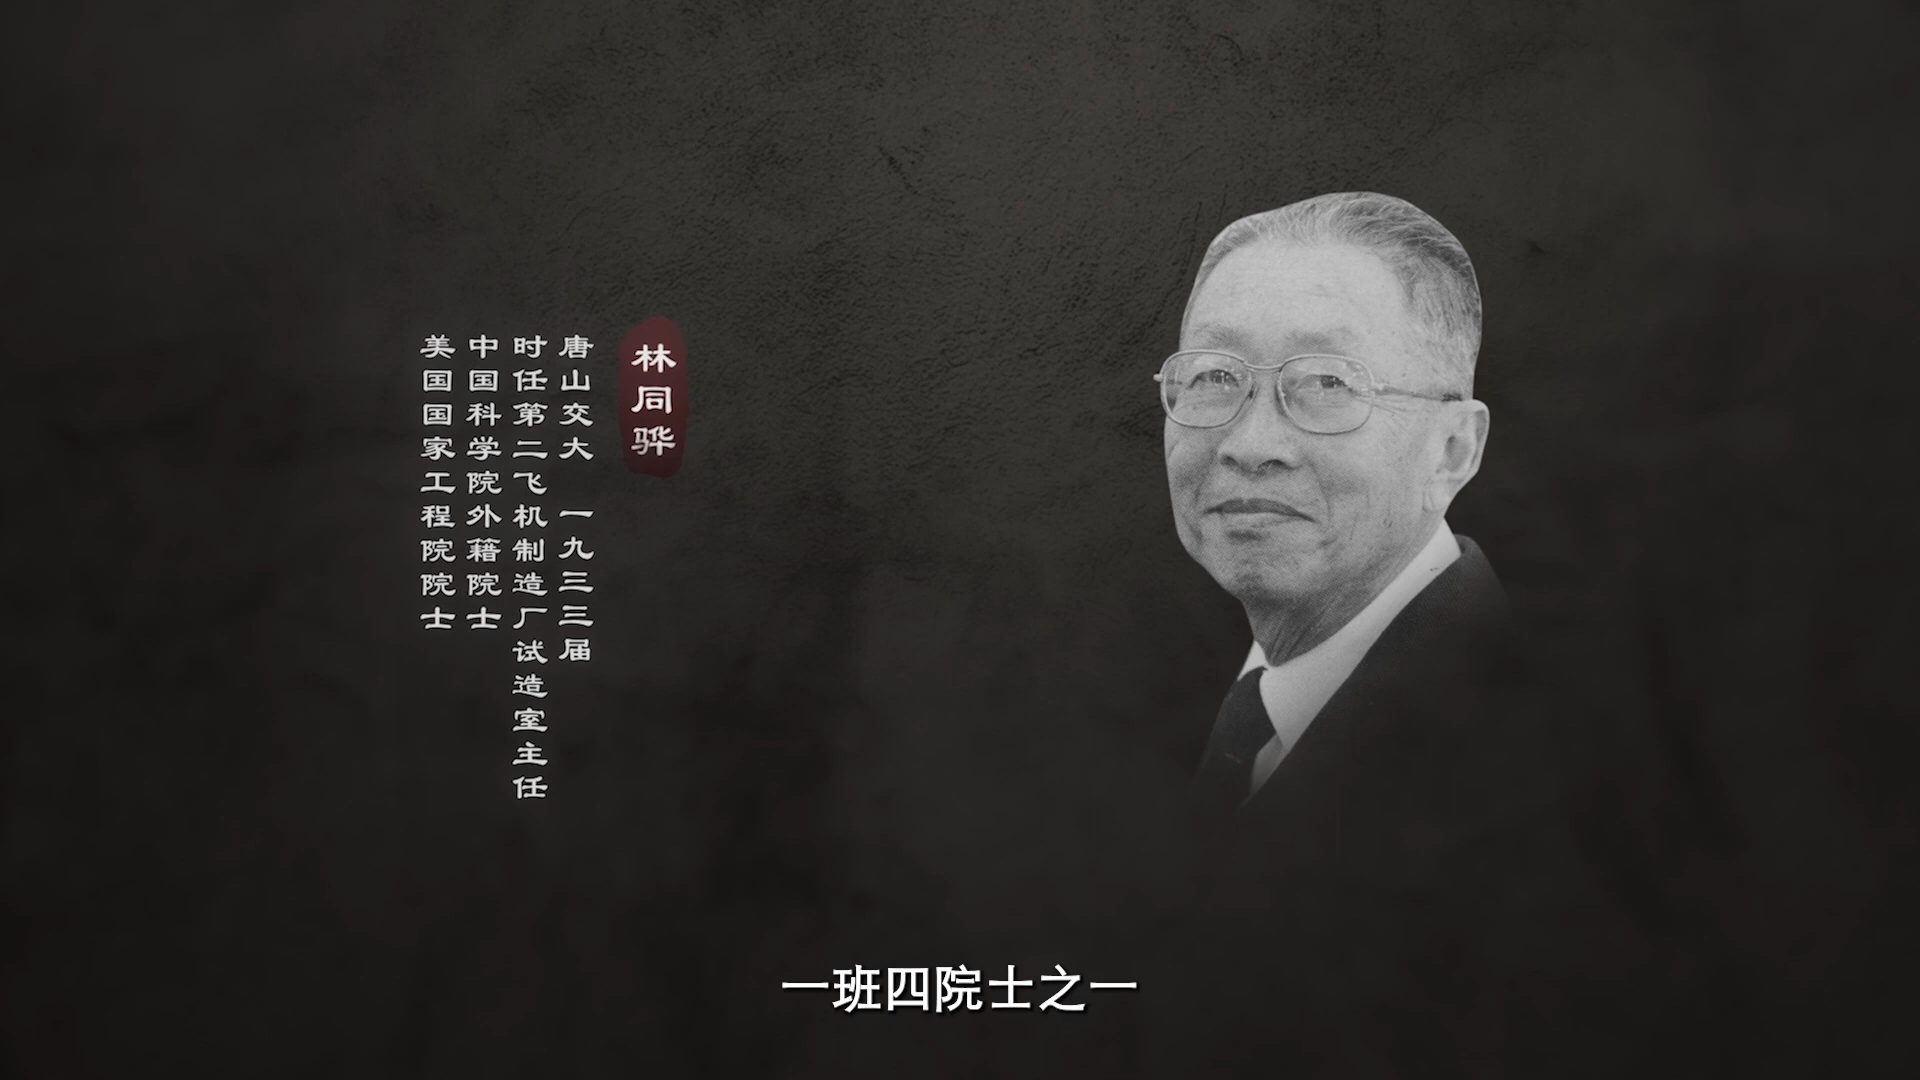 林同骅
唐山交大 一九三三届
时任第二飞机制造厂试造室主任
中国科学院外藉院士
美国国家工程院院士
一班四院士之一